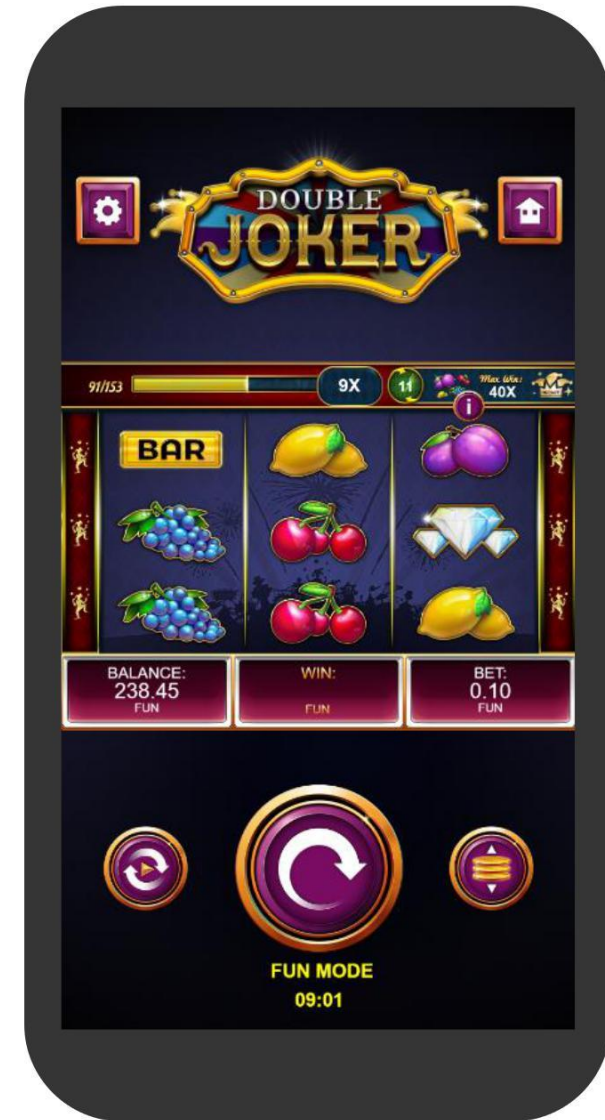 DOUBLE
JOKER
91/153
9X
11
Max Win:
40X
i
BAR
BALANCE:
238.45
FUN
WIN:
FUN
BET:
0.10
FUN
FUN MODE
09:01